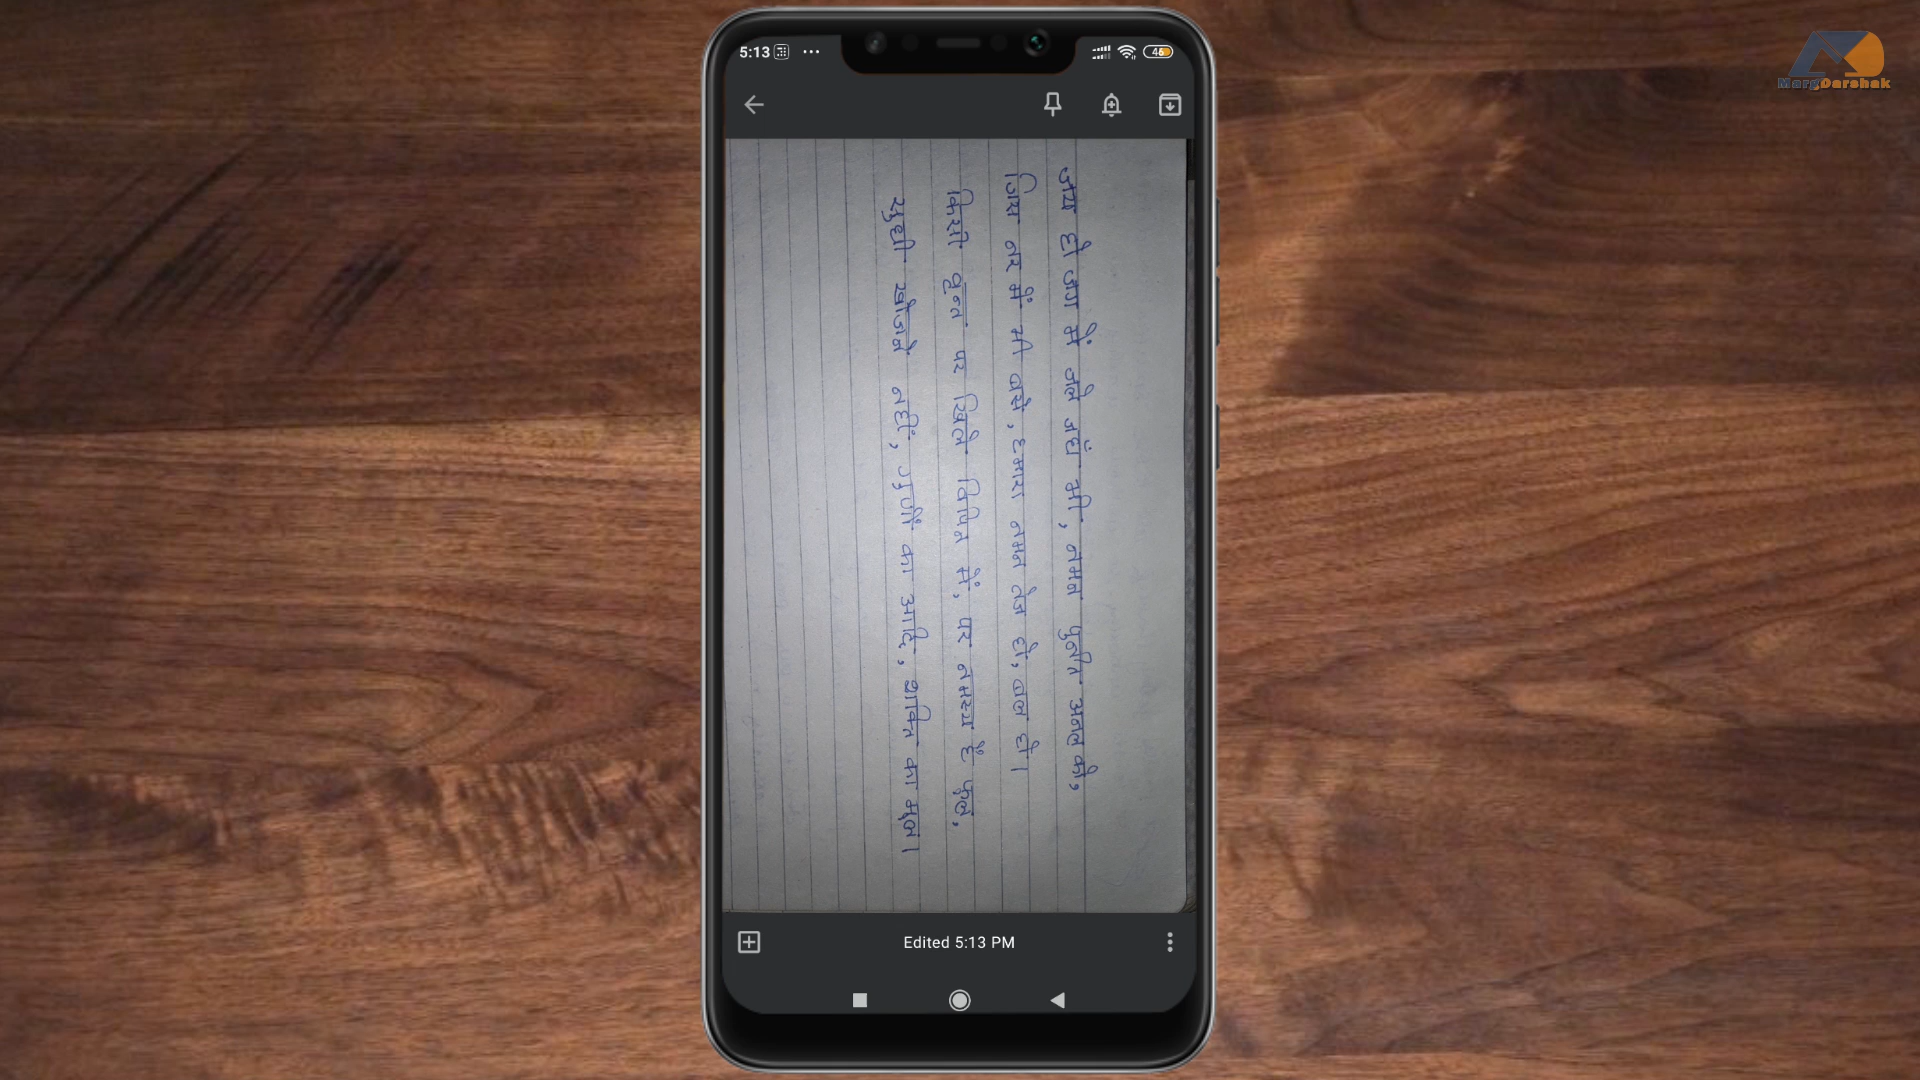 5:13
46
MargDarshak
जय हो जग में जले जहाँ भी, नमन पुनीत अनल को,
जिस नर में भी बसे, हमारा नमन तेज को, बल को।
किसी वृन्त पर खिले विपिन में, पर नमस्य है फूल,
सुधी खोजते नहीं, गुणों का आदि, शक्ति का मूल।
Edited 5:13 PM